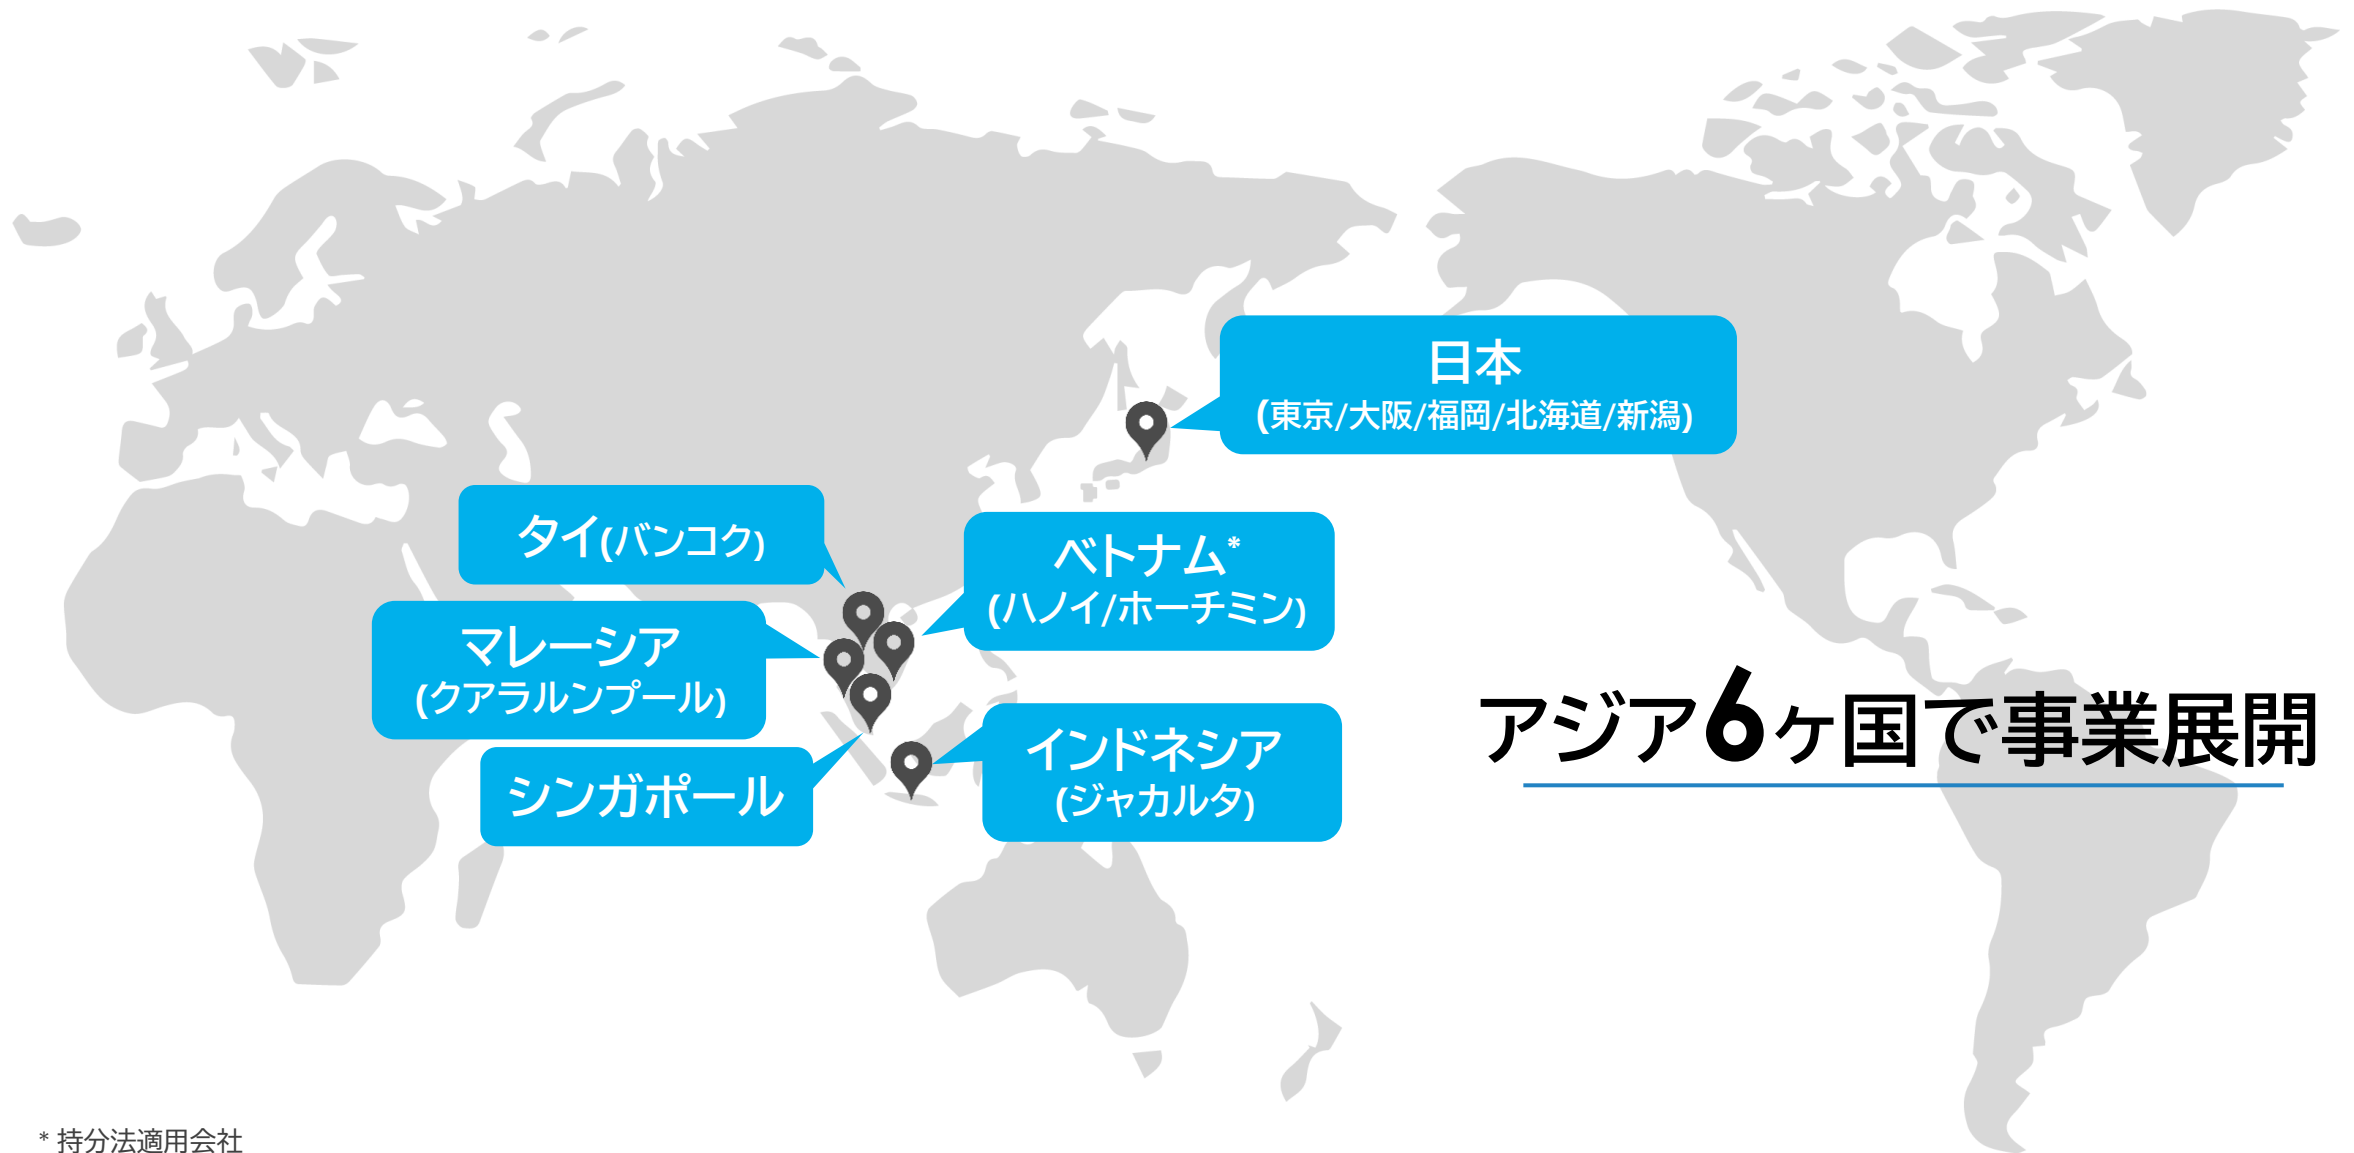 日本
(東京/大阪/福岡/北海道/新潟)
タイ(バンコク)
ベトナム*
(ハノイ/ホーチミン)
マレーシア
(クアラルンプール)
シンガポール
インドネシア
(ジャカルタ)
アジア6ヶ国で事業展開
* 持分法適用会社